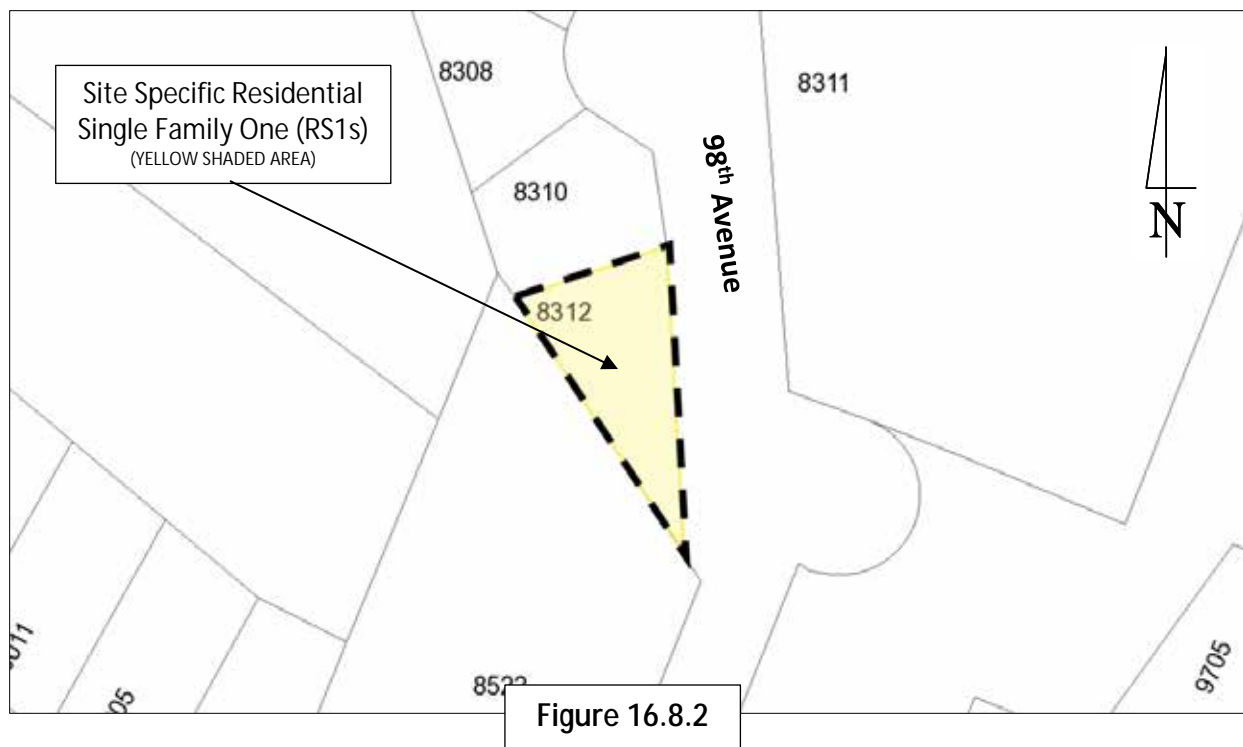 8308
8311
Site Specific Residential
Single Family One (RS1s)
(YELLOW SHADED AREA)
8310
98th Avenue
N
8312
9705
Figure 16.8.2